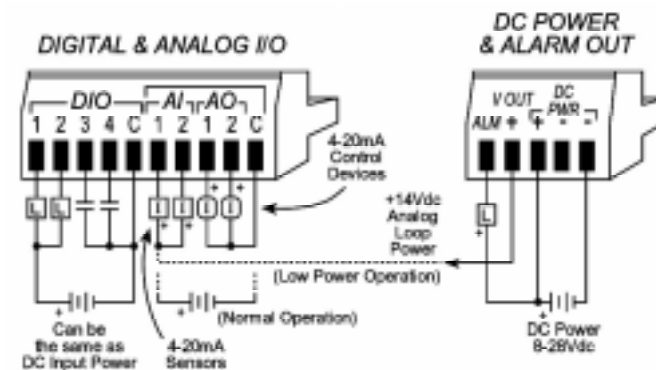 DIGITAL & ANALOG I/O
DIO AI AO
1 2 3 4 C 1 2 1 2 C
DC POWER
& ALARM OUT
V OUT DC
PWR
ALM + + - -
4-20mA
Control
Devices
+14Vdc
Analog
Loop
Power
(Low Power Operation)
(Normal Operation)
Can be
the same as
DC Input Power
4-20mA
Sensors
DC Power
8-28Vdc
L L I I I I L